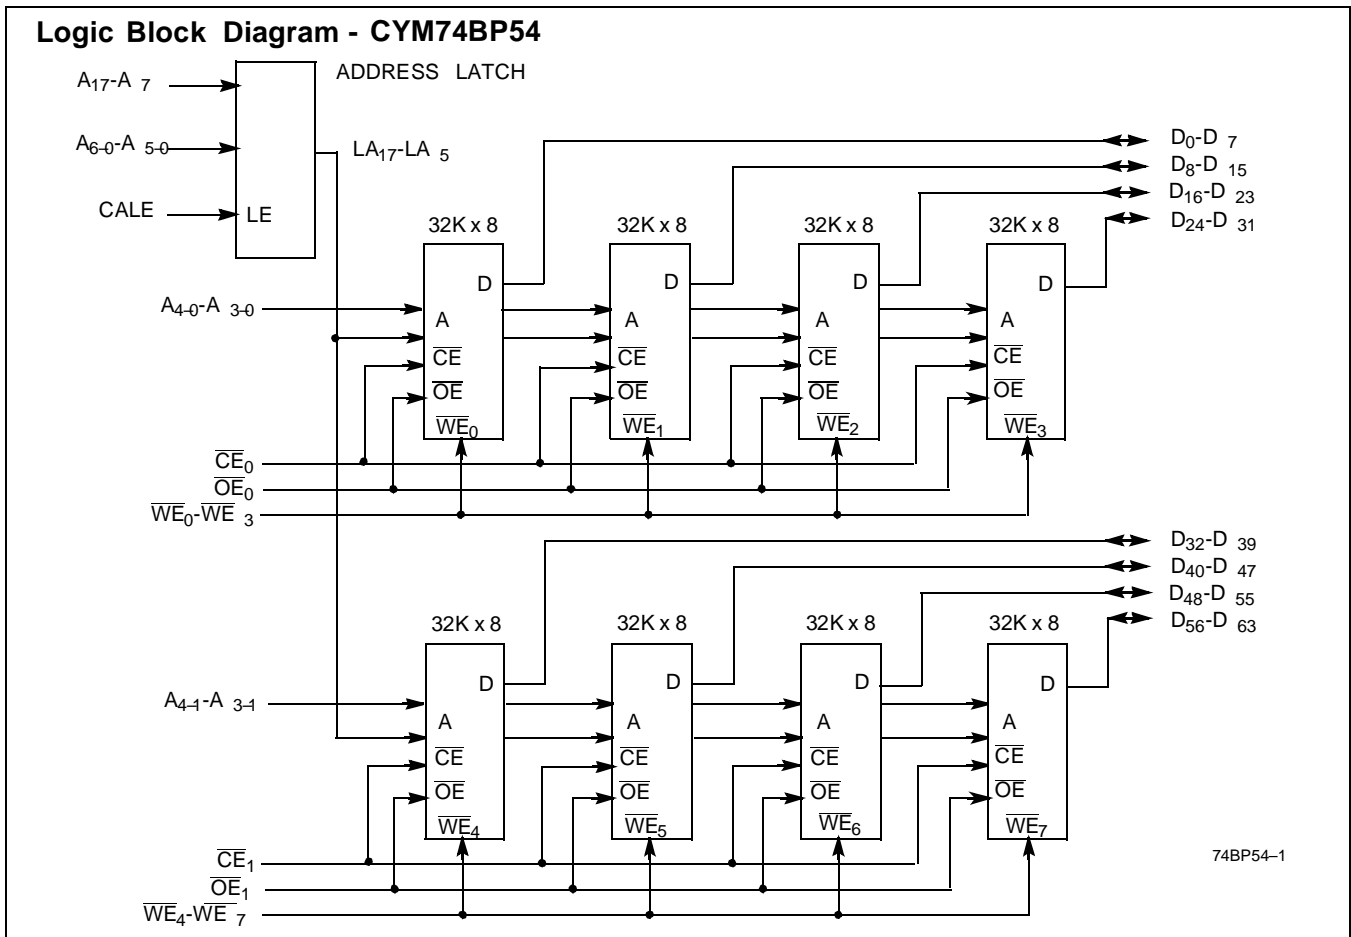 Logic Block Diagram - CYM74BP54
ADDRESS LATCH
A17-A 7
A6–0-A 5–0
CALE
LE
LA17-LA 5
D0-D 7
D8-D 15
D16-D 23
D24-D 31
32K x 8 32K x 8 32K x 8 32K x 8
D D D D
A4–0-A 3–0
A A A A
CE CE CE CE
OE OE OE OE
WE0 WE1 WE2 WE3
CE0
OE0
WE0-WE 3
D32-D 39
D40-D 47
D48-D 55
D56-D 63
32K x 8 32K x 8 32K x 8 32K x 8
D D D D
A4–1-A 3–1
A A A A
CE CE CE CE
OE OE OE OE
WE4 WE5 WE6 WE7
CE1
OE1
WE4-WE 7
74BP54–1